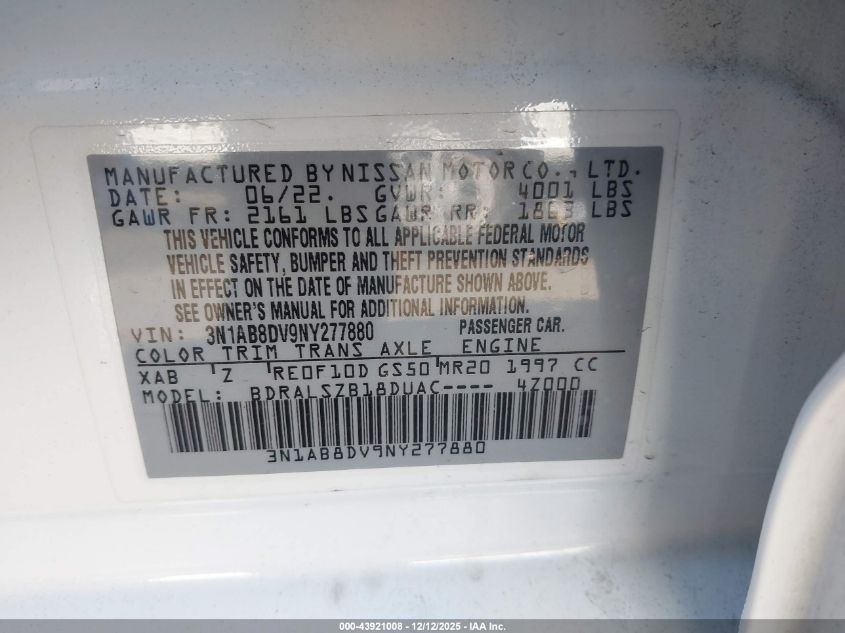 MANUFACTURED BY NISSAN MOTOR CO., LTD.
DATE: 06/22. GVWR: 4001 LBS
GAWR FR: 2161 LBS GAWR RR: 1863 LBS
THIS VEHICLE CONFORMS TO ALL APPLICABLE FEDERAL MOTOR
VEHICLE SAFETY, BUMPER AND THEFT PREVENTION STANDARDS
IN EFFECT ON THE DATE OF MANUFACTURE SHOWN ABOVE.
SEE OWNER'S MANUAL FOR ADDITIONAL INFORMATION.
VIN: 3N1AB8DV9NY277880 PASSENGER CAR.
COLOR TRIM TRANS AXLE ENGINE
XAB Z RE0F10D GS50 MR20 1997 CC
MODEL: BDRALSZB18DUAC---- 4Z000
3N1AB8DV9NY277880
000-43921008 - 12/12/2025 - IAA Inc.